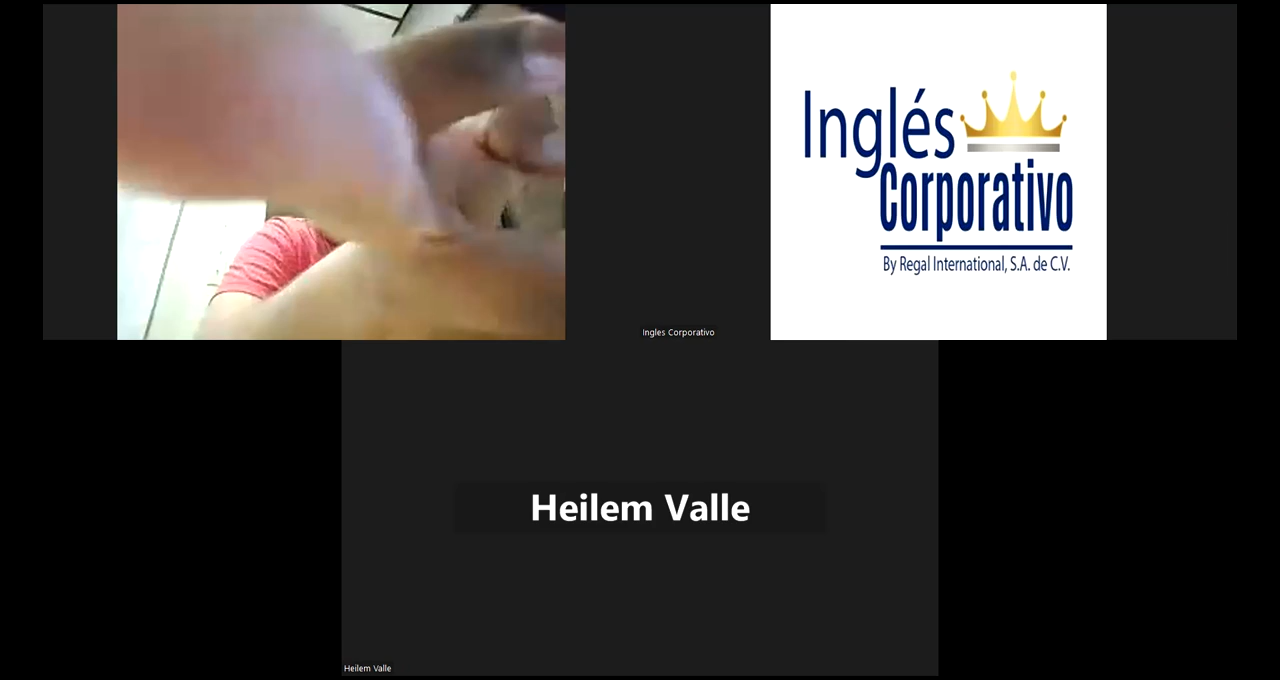 Inglés
Corporativo
By Regal International, S.A. de C.V.
Ingles Corporativo
Heilem Valle
Heilem Valle